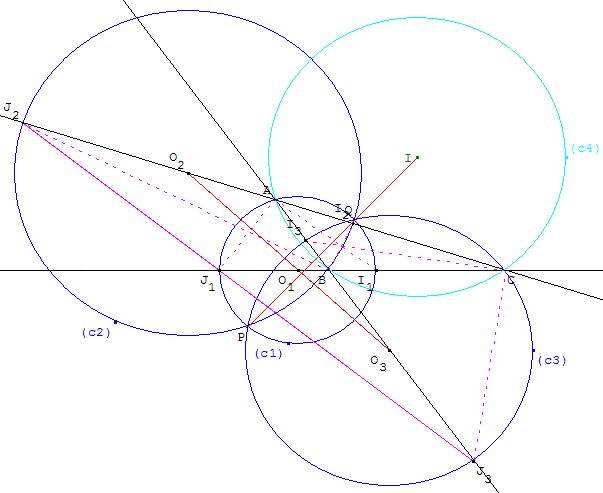 J2
O2
I
(c4)
A
I2
Q
I3
J1
O1
B
I1
C
P
(c2)
(c1)
O3
(c3)
J3